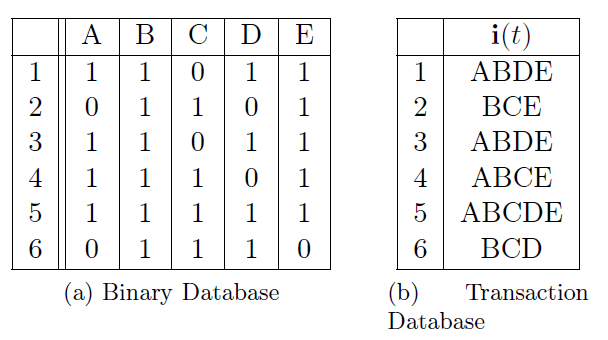 A B C D E
1 1 1 0 1 1
2 0 1 1 0 1
3 1 1 0 1 1
4 1 1 1 0 1
5 1 1 1 1 1
6 0 1 1 1 0
(a) Binary Database
i(t)
1 ABDE
2 BCE
3 ABDE
4 ABCE
5 ABCDE
6 BCD
(b) Transaction
Database